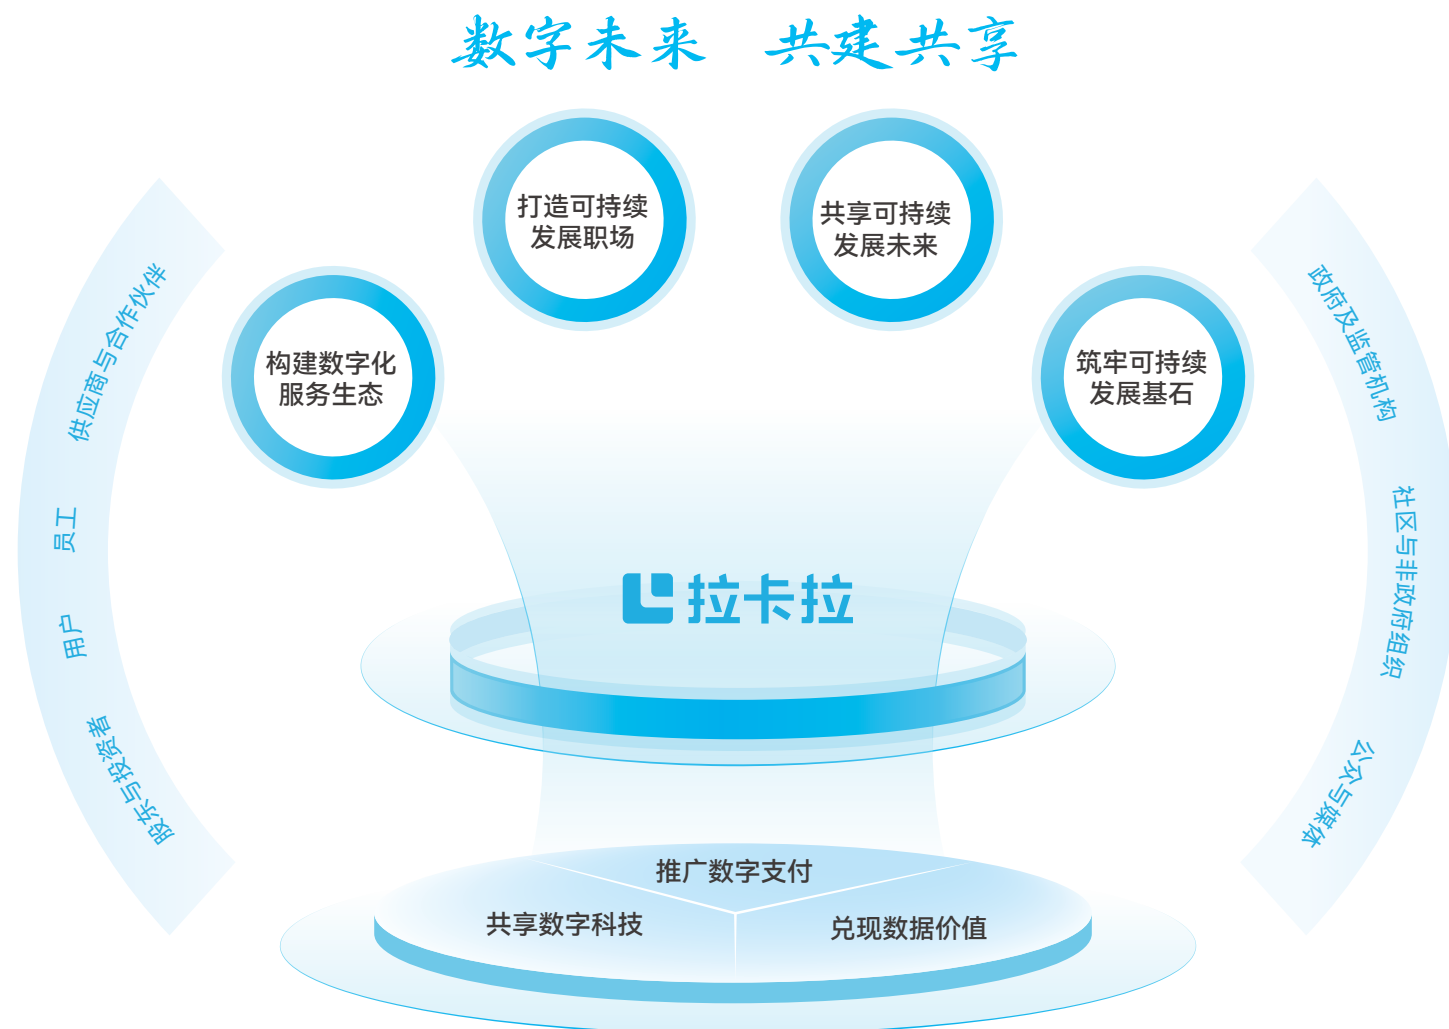 数字未来 共建共享
打造可持续
发展职场
共享可持续
发展未来
构建数字化
服务生态
筑牢可持续
发展基石
供应商与合作伙伴
员工
用户
股东与投资者
政府及监管机构
社区与非政府组织
公众与媒体
拉卡拉
推广数字支付
共享数字科技
兑现数据价值